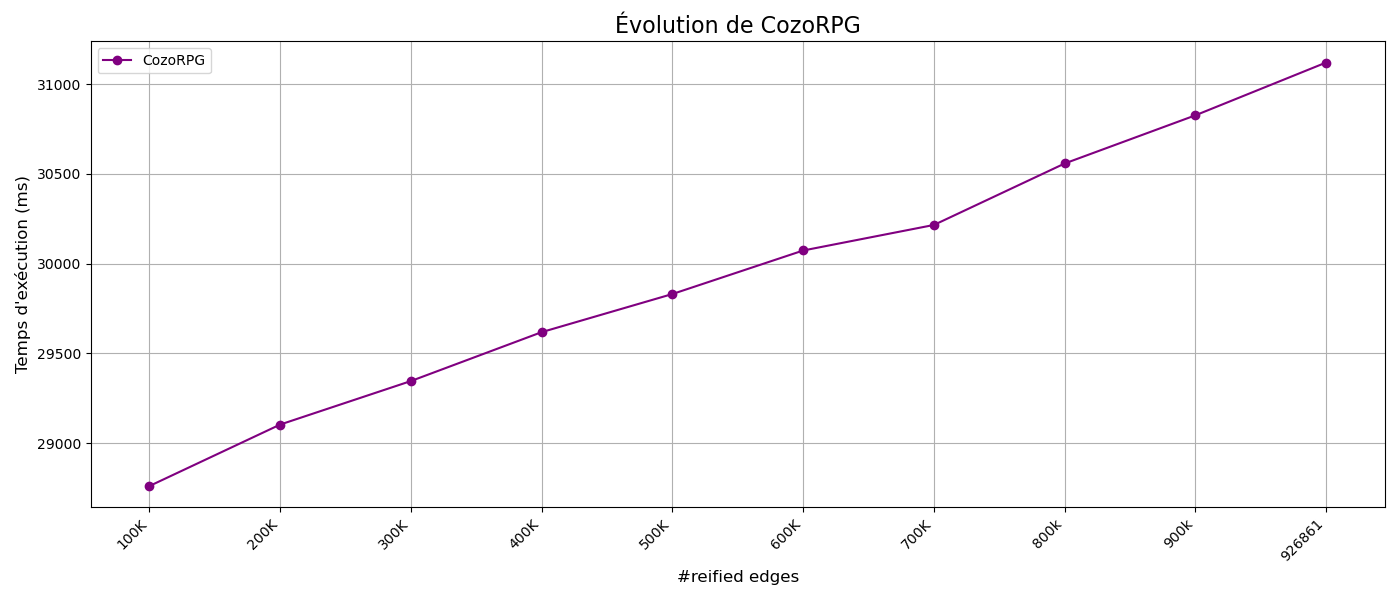 Évolution de CozoRPG
CozoRPG
Temps d'exécution (ms)
31000
30500
30000
29500
29000
100K
200K
300K
400K
500K
600K
700K
800k
900k
926861
#reified edges